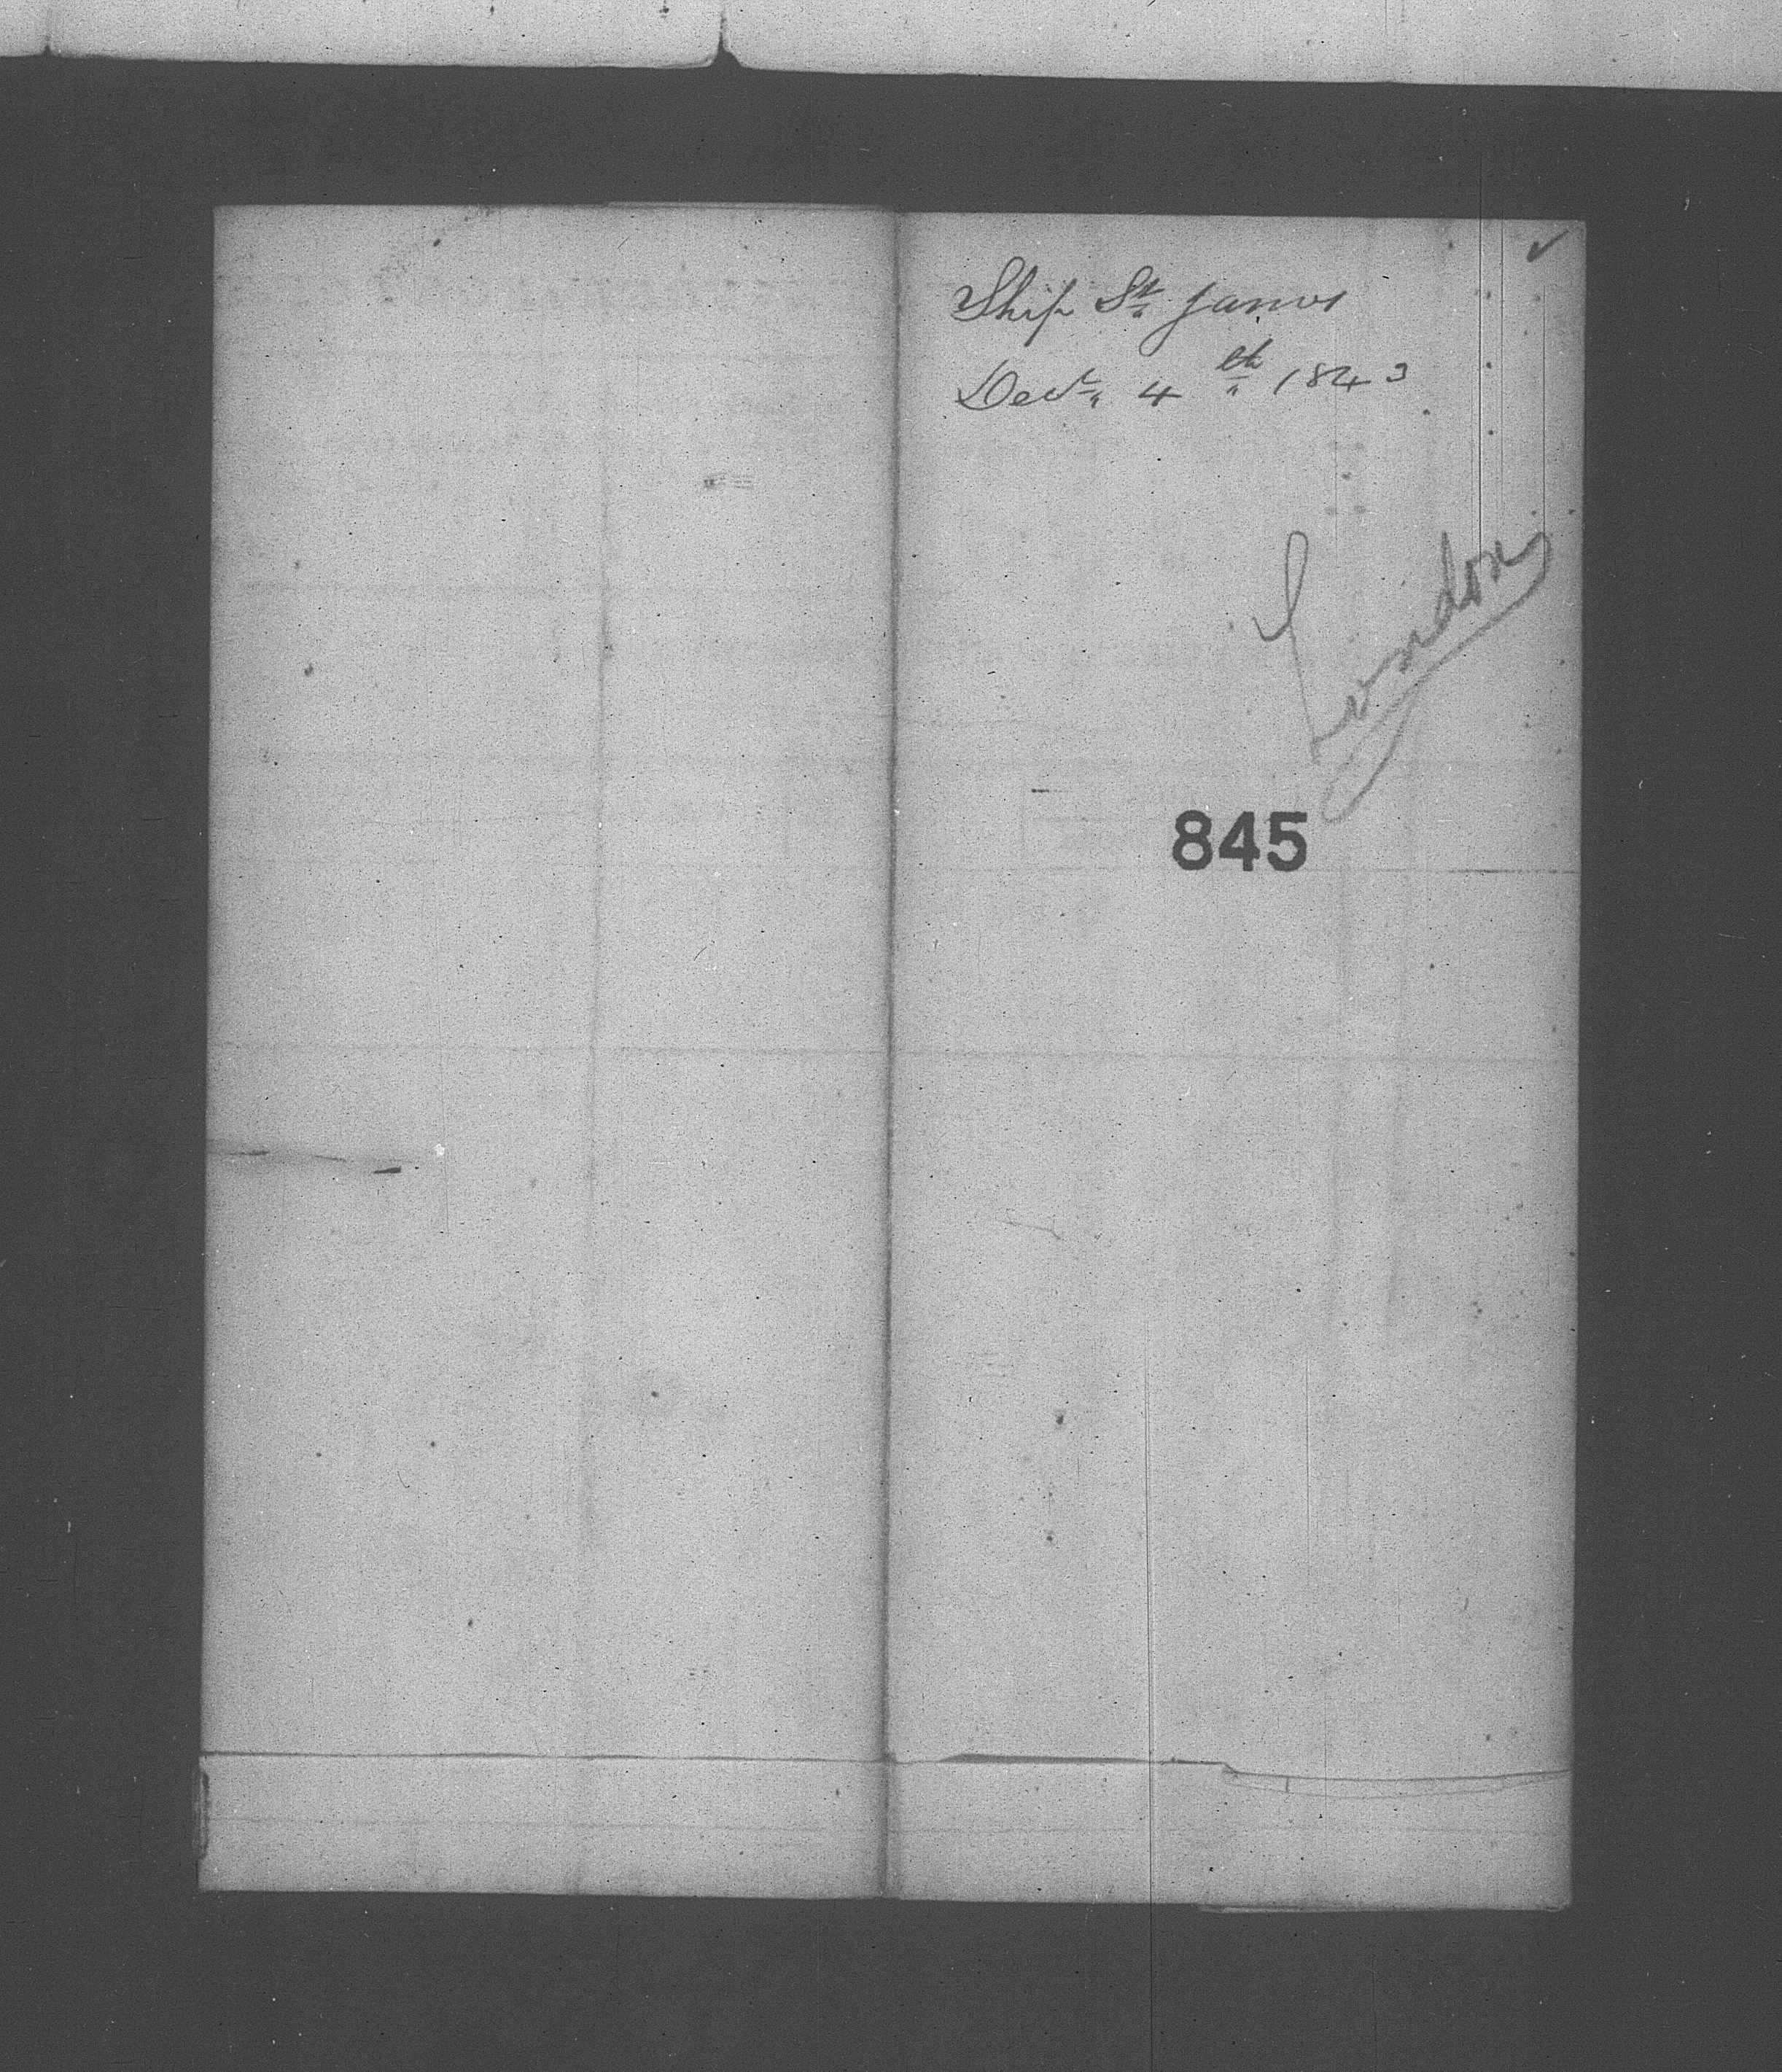 Ship St. James
Decr. 4th 1843
London
845